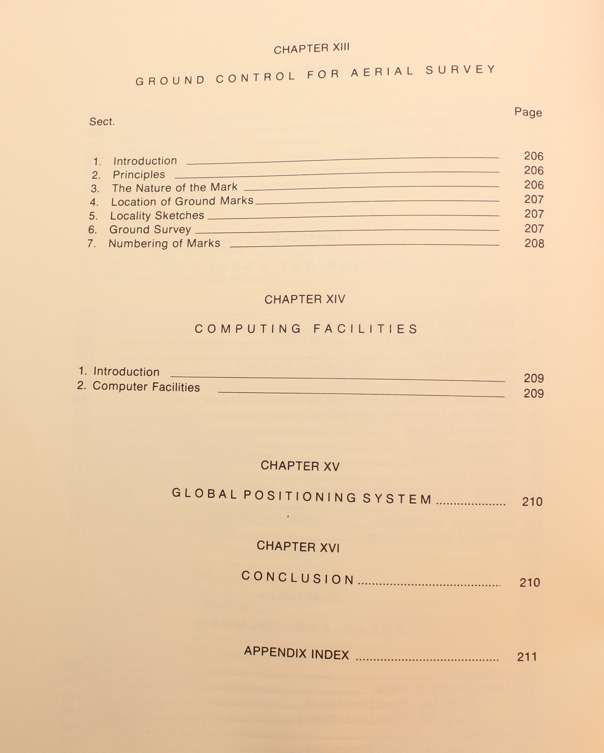 CHAPTER XIII
GROUND CONTROL FOR AERIAL SURVEY
Sect. Page
1. Introduction 206
2. Principles 206
3. The Nature of the Mark 206
4. Location of Ground Marks 207
5. Locality Sketches 207
6. Ground Survey 207
7. Numbering of Marks 208
CHAPTER XIV
COMPUTING FACILITIES
1. Introduction 209
2. Computer Facilities 209
CHAPTER XV
GLOBAL POSITIONING SYSTEM .................... 210
CHAPTER XVI
CONCLUSION ........................................ 210
APPENDIX INDEX ........................................ 211